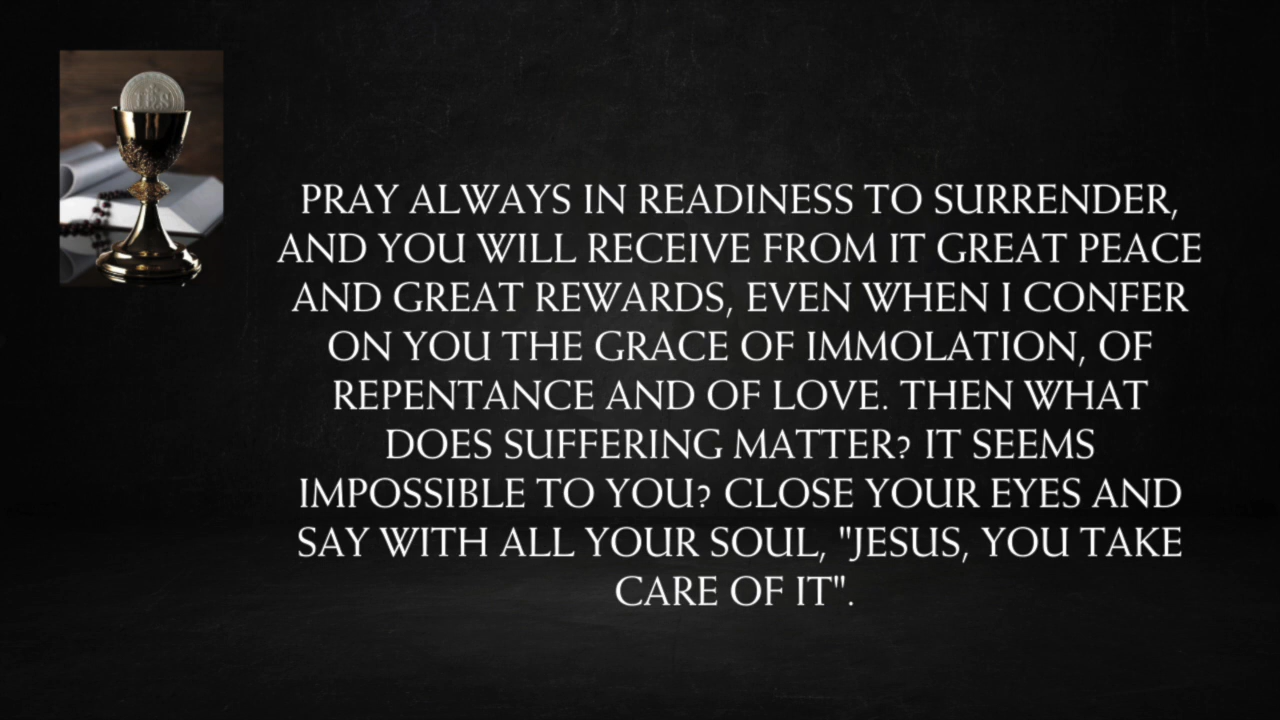 IHS
PRAY ALWAYS IN READINESS TO SURRENDER,
AND YOU WILL RECEIVE FROM IT GREAT PEACE
AND GREAT REWARDS, EVEN WHEN I CONFER
ON YOU THE GRACE OF IMMOLATION, OF
REPENTANCE AND OF LOVE. THEN WHAT
DOES SUFFERING MATTER? IT SEEMS
IMPOSSIBLE TO YOU? CLOSE YOUR EYES AND
SAY WITH ALL YOUR SOUL, "JESUS, YOU TAKE
CARE OF IT".